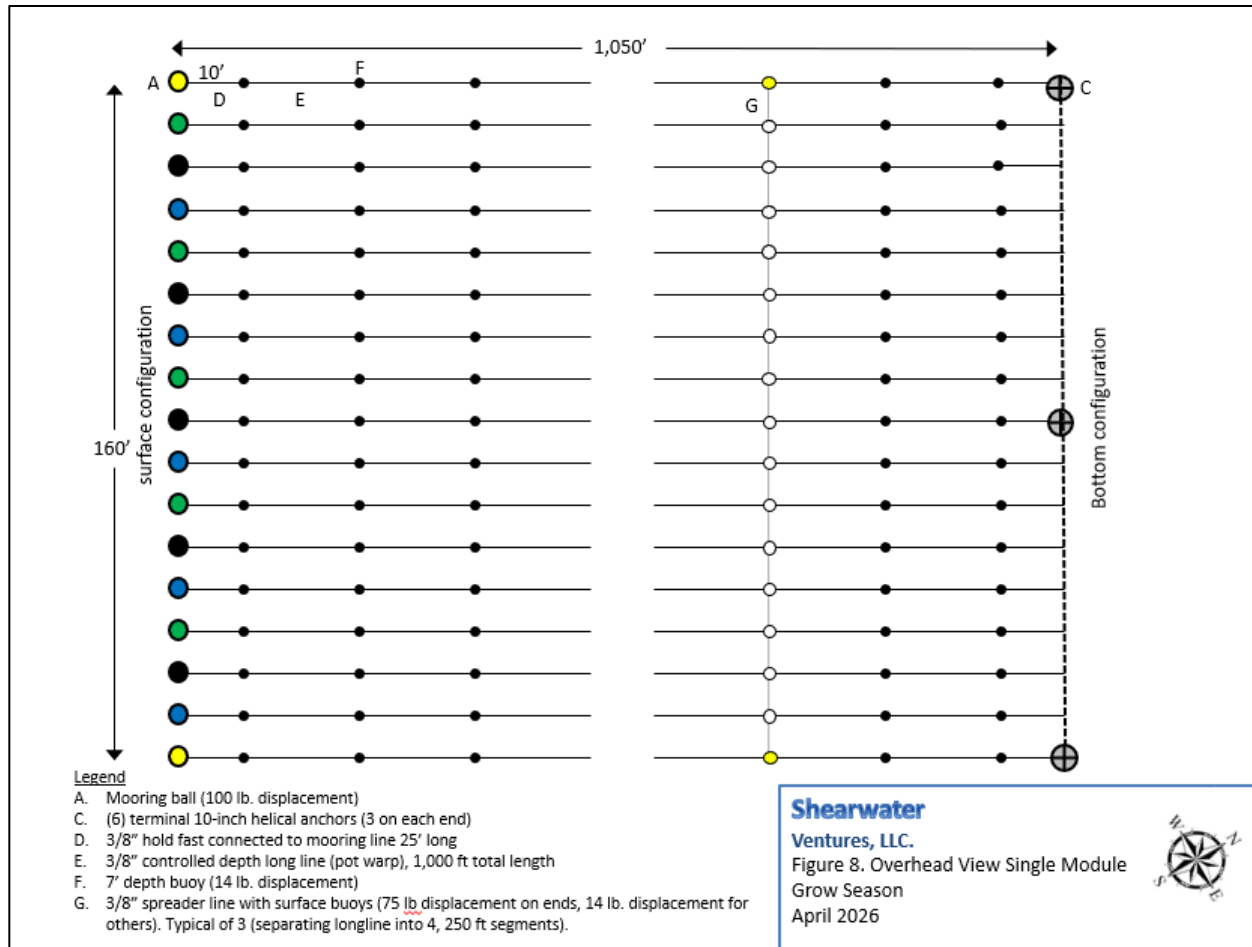 1,050'
10'
F
A
C
D
E
G
surface configuration
160'
Bottom configuration
Legend
A. Mooring ball (100 lb. displacement)
C. (6) terminal 10-inch helical anchors (3 on each end)
D. 3/8" hold fast connected to mooring line 25' long
E. 3/8" controlled depth long line (pot warp), 1,000 ft total length
F. 7' depth buoy (14 lb. displacement)
G. 3/8" spreader line with surface buoys (75 lb displacement on ends, 14 lb. displacement for
others). Typical of 3 (separating longline into 4, 250 ft segments).
Shearwater
Ventures, LLC.
Figure 8. Overhead View Single Module
Grow Season
April 2026
W
N
S
E